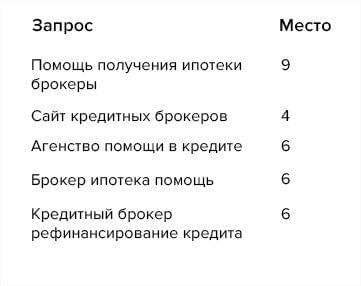 Запрос Место
Помощь получения ипотеки 9
брокеры
Сайт кредитных брокеров 4
Агенство помощи в кредите 6
Брокер ипотека помощь 6
Кредитный брокер 6
рефинансирование кредита